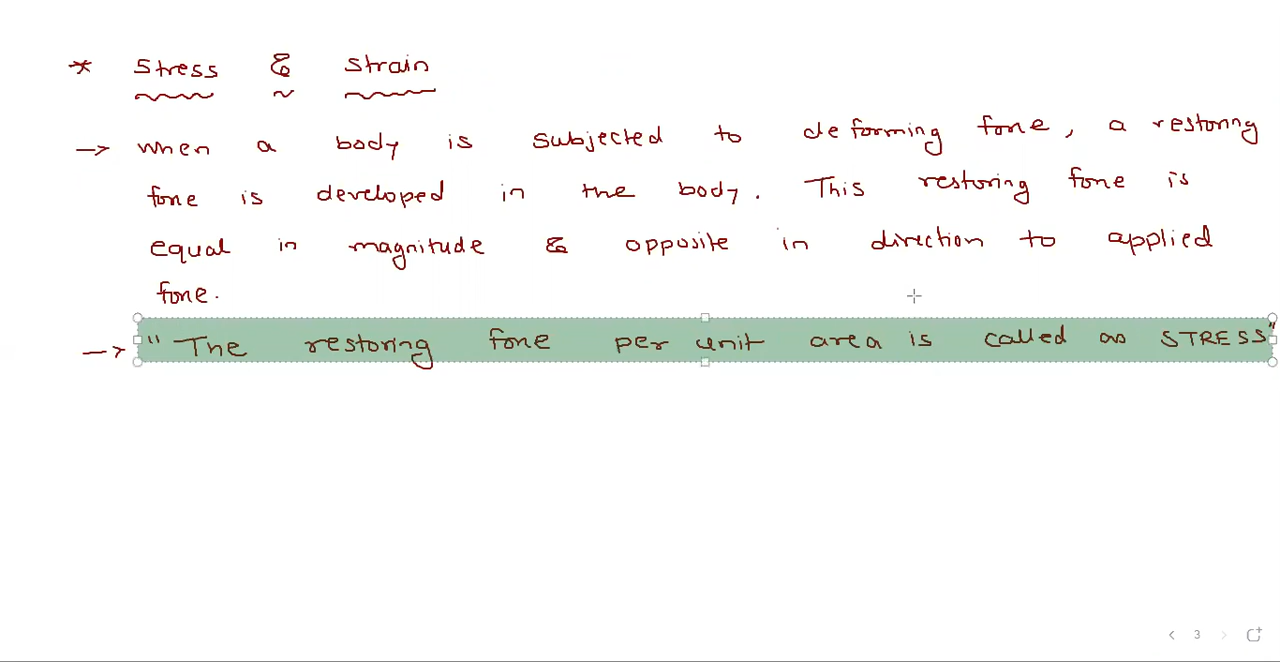 * Stress & Strain
→ When a body is subjected to deforming force, a restoring
force is developed in the body. This restoring force is
equal in magnitude & opposite in direction to applied
force.
→ "The restoring force per unit area is called as STRESS"
3